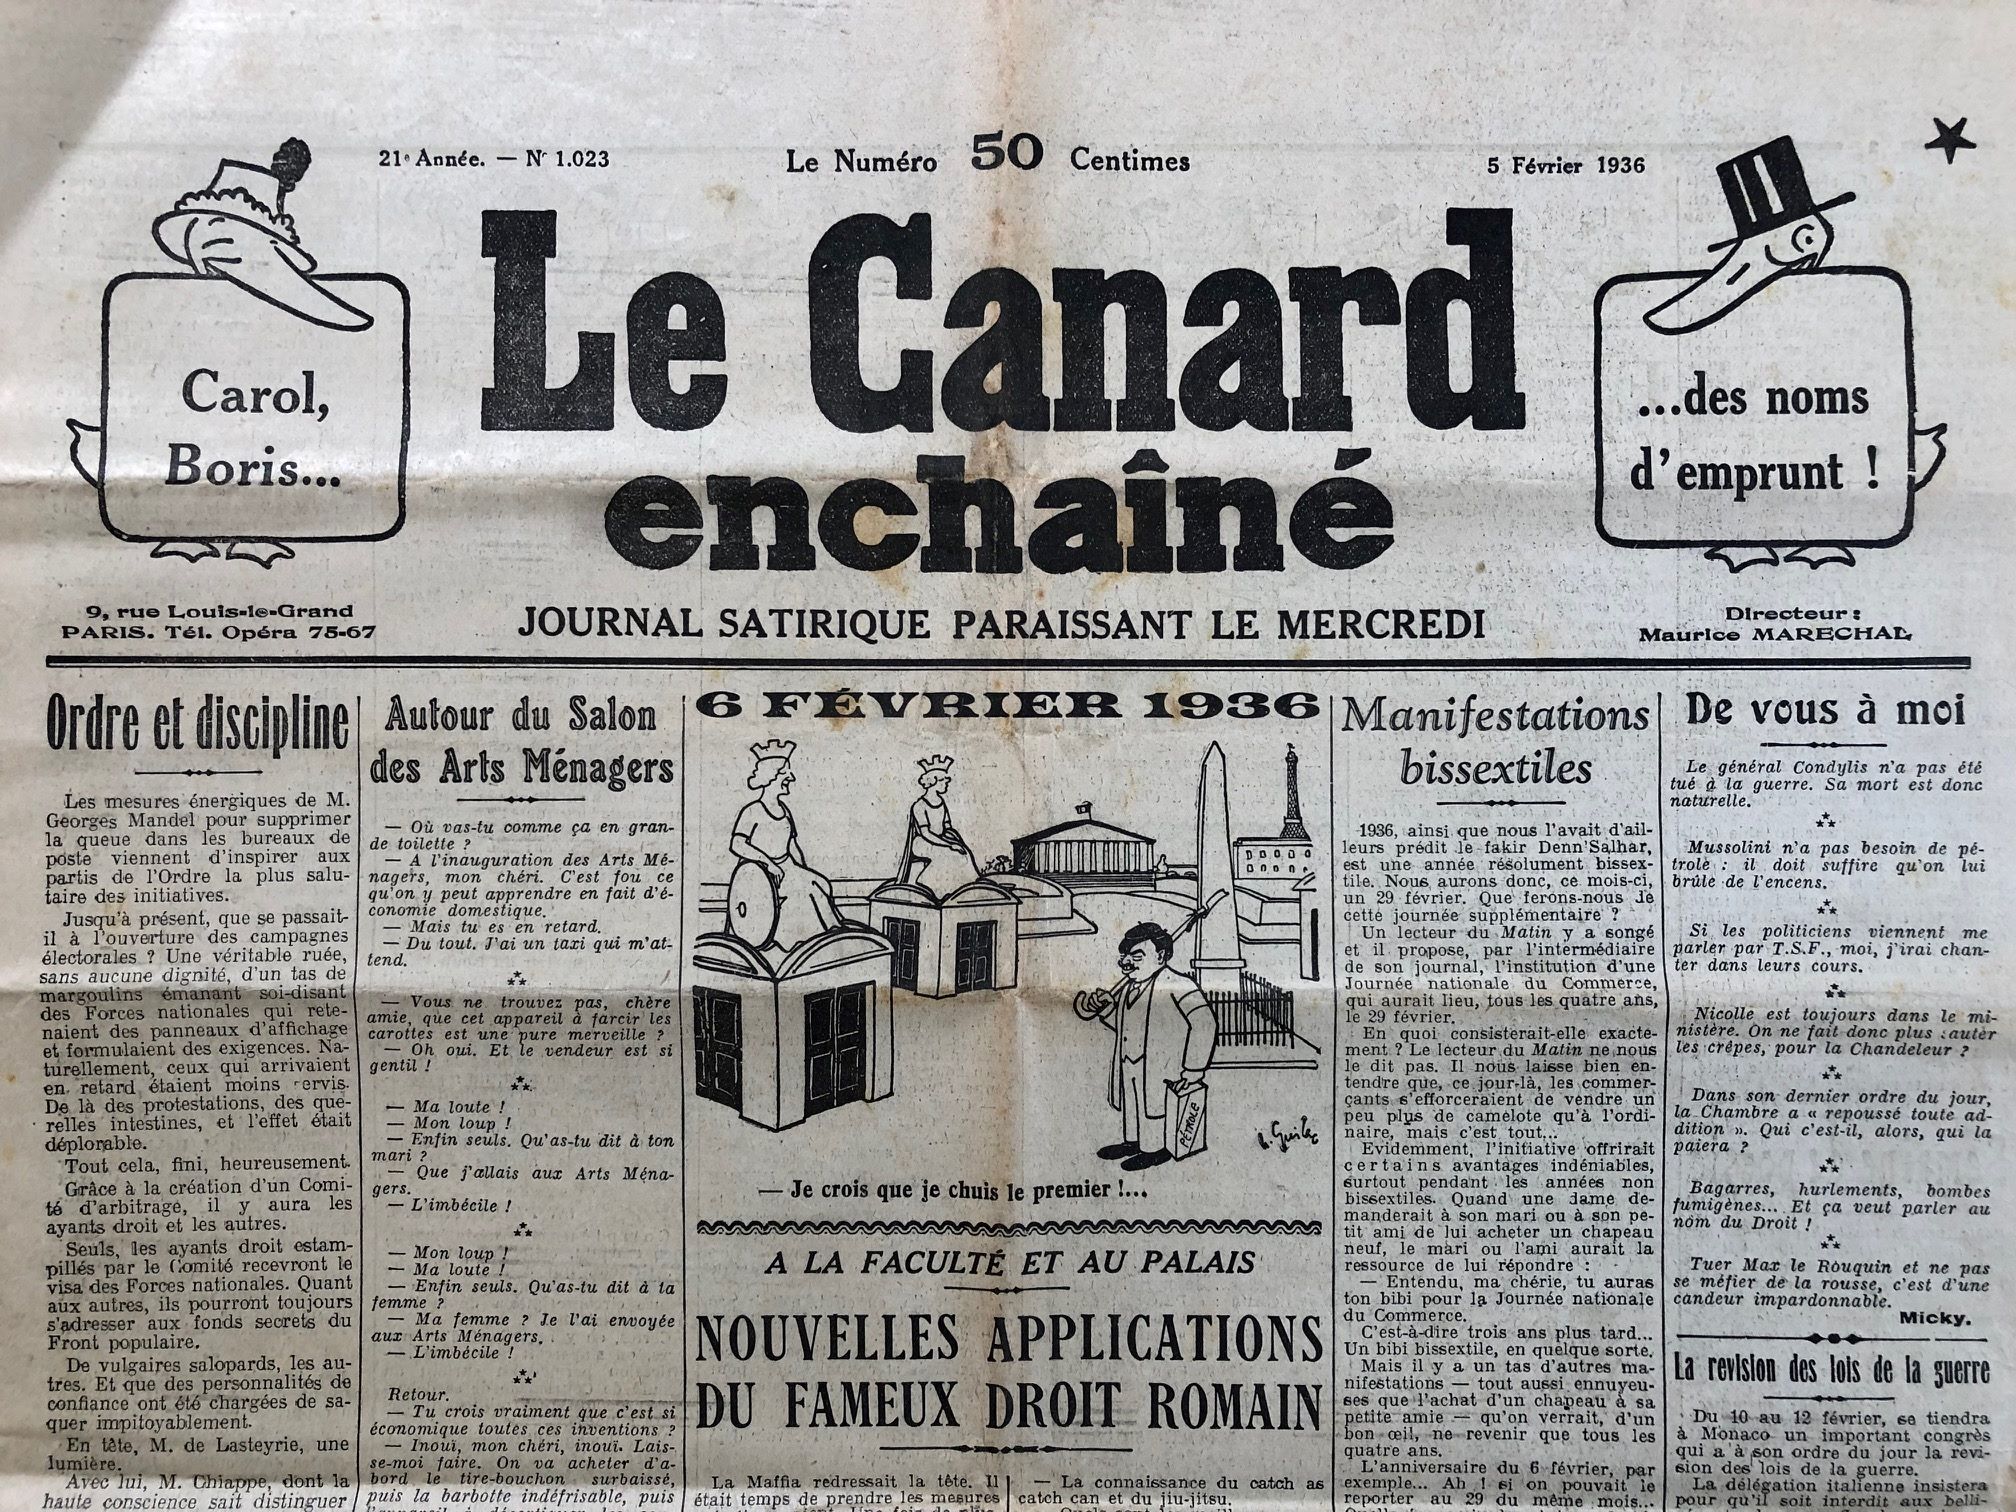 21e Année. — Nr 1.023
Le Numéro 50 Centimes
5 Février 1936
Carol,
Boris...
Le Canard
enchaîné
...des noms
d'emprunt !
9, rue Louis-le-Grand
PARIS. Tél. Opéra 75-67
JOURNAL SATIRIQUE PARAISSANT LE MERCREDI
Directeur :
Maurice MARECHAL
Ordre et discipline
Les mesures énergiques de M.
Georges Mandel pour supprimer
la queue dans les bureaux de
poste viennent d'inspirer aux
partis de l'Ordre la plus salu-
taire des initiatives.
Jusqu'à présent, que se passait-
il à l'ouverture des campagnes
électorales ? Une véritable ruée,
sans aucune dignité, d'un tas de
margoulins émanant soi-disant
des Forces nationales qui rete-
naient des panneaux d'affichage
et formulaient des exigences. Na-
turellement, ceux qui arrivaient
en retard étaient moins servis.
De là des protestations, des que-
relles intestines, et l'effet était
déplorable.
Tout cela, fini, heureusement.
Grâce à la création d'un Comi-
té d'arbitrage, il y aura les
ayants droit et les autres.
Seuls, les ayants droit estam-
pillés par le Comité recevront le
visa des Forces nationales. Quant
aux autres, ils pourront toujours
s'adresser aux fonds secrets du
Front populaire.
De vulgaires salopards, les au-
tres. Et que des personnalités de
confiance ont été chargées de sa-
quer impitoyablement.
En tête, M. de Lasteyrie, une
lumière.
Avec lui, M. Chiappe, dont la
haute conscience sait distinguer
Autour du Salon
des Arts Ménagers
— Où vas-tu comme ça en gran-
de toilette ?
— A l'inauguration des Arts Mé-
nagers, mon chéri. C'est fou ce
qu'on y peut apprendre en fait d'é-
conomie domestique.
— Mais tu es en retard.
— Du tout. J'ai un taxi qui m'at-
tend.
— Vous ne trouvez pas, chère
amie, que cet appareil à farcir les
carottes est une pure merveille ?
— Oh oui. Et le vendeur est si
gentil !
— Ma loute !
— Mon loup !
— Enfin seuls. Qu'as-tu dit à ton
mari ?
— Que j'allais aux Arts Ména-
gers.
— L'imbécile !
— Mon loup !
— Ma loute !
— Enfin seuls. Qu'as-tu dit à ta
femme ?
— Ma femme ? Je l'ai envoyée
aux Arts Ménagers.
— L'imbécile !
Retour.
— Tu crois vraiment que c'est si
économique toutes ces inventions ?
— Inouï, mon chéri, inouï. Lais-
se-moi faire. On va acheter d'a-
bord le tire-bouchon surbaissé,
puis la barbotte indéfrisable, puis
6 FÉVRIER 1936
PÉTROLE
— Je crois que je chuis le premier !...
A LA FACULTÉ ET AU PALAIS
NOUVELLES APPLICATIONS
DU FAMEUX DROIT ROMAIN
La Maffia redressait la tête. Il
était temps de prendre les mesures
— La connaissance du catch as
catch can et du jiu-jitsu.
Manifestations
bissextiles
1936, ainsi que nous l'avait d'ail-
leurs prédit le fakir Denn'Salhar,
est une année résolument bissex-
tile. Nous aurons donc, ce mois-ci,
un 29 février. Que ferons-nous de
cette journée supplémentaire ?
Un lecteur du Matin y a songé
et il propose, par l'intermédiaire
de son journal, l'institution d'une
Journée nationale du Commerce,
qui aurait lieu, tous les quatre ans,
le 29 février.
En quoi consisterait-elle exacte-
ment ? Le lecteur du Matin ne nous
le dit pas. Il nous laisse bien en-
tendre que, ce jour-là, les commer-
çants s'efforceraient de vendre un
peu plus de camelote qu'à l'ordi-
naire, mais c'est tout...
Evidemment, l'initiative offrirait
certains avantages indéniables,
surtout pendant les années non
bissextiles. Quand une dame de-
manderait à son mari ou à son pe-
tit ami de lui acheter un chapeau
neuf, le mari ou l'ami aurait la
ressource de lui répondre :
— Entendu, ma chérie, tu auras
ton bibi pour la Journée nationale
du Commerce.
C'est-à-dire trois ans plus tard...
Un bibi bissextile, en quelque sorte.
Mais il y a un tas d'autres ma-
nifestations — tout aussi ennuyeu-
ses que l'achat d'un chapeau à sa
petite amie — qu'on verrait, d'un
bon œil, ne revenir que tous les
quatre ans.
L'anniversaire du 6 février, par
exemple... Ah ! si on pouvait le
reporter au 29 du même mois...
De vous à moi
Le général Condylis n'a pas été
tué à la guerre. Sa mort est donc
naturelle.
Mussolini n'a pas besoin de pé-
trole : il doit suffire qu'on lui
brûle de l'encens.
Si les politiciens viennent me
parler par T.S.F., moi, j'irai chan-
ter dans leurs cours.
Nicolle est toujours dans le mi-
nistère. On ne fait donc plus sauter
les crêpes, pour la Chandeleur ?
Dans son dernier ordre du jour,
la Chambre a « repoussé toute ad-
dition ». Qui c'est-il, alors, qui la
paiera ?
Bagarres, hurlements, bombes
fumigènes... Et ça veut parler au
nom du Droit !
Tuer Max le Rouquin et ne pas
se méfier de la rousse, c'est d'une
candeur impardonnable.
Micky.
La revision des lois de la guerre
Du 10 au 12 février, se tiendra
à Monaco un important congrès
qui a à son ordre du jour la revi-
sion des lois de la guerre.
La délégation italienne insistera
pour qu'il soit interdit aux belli-